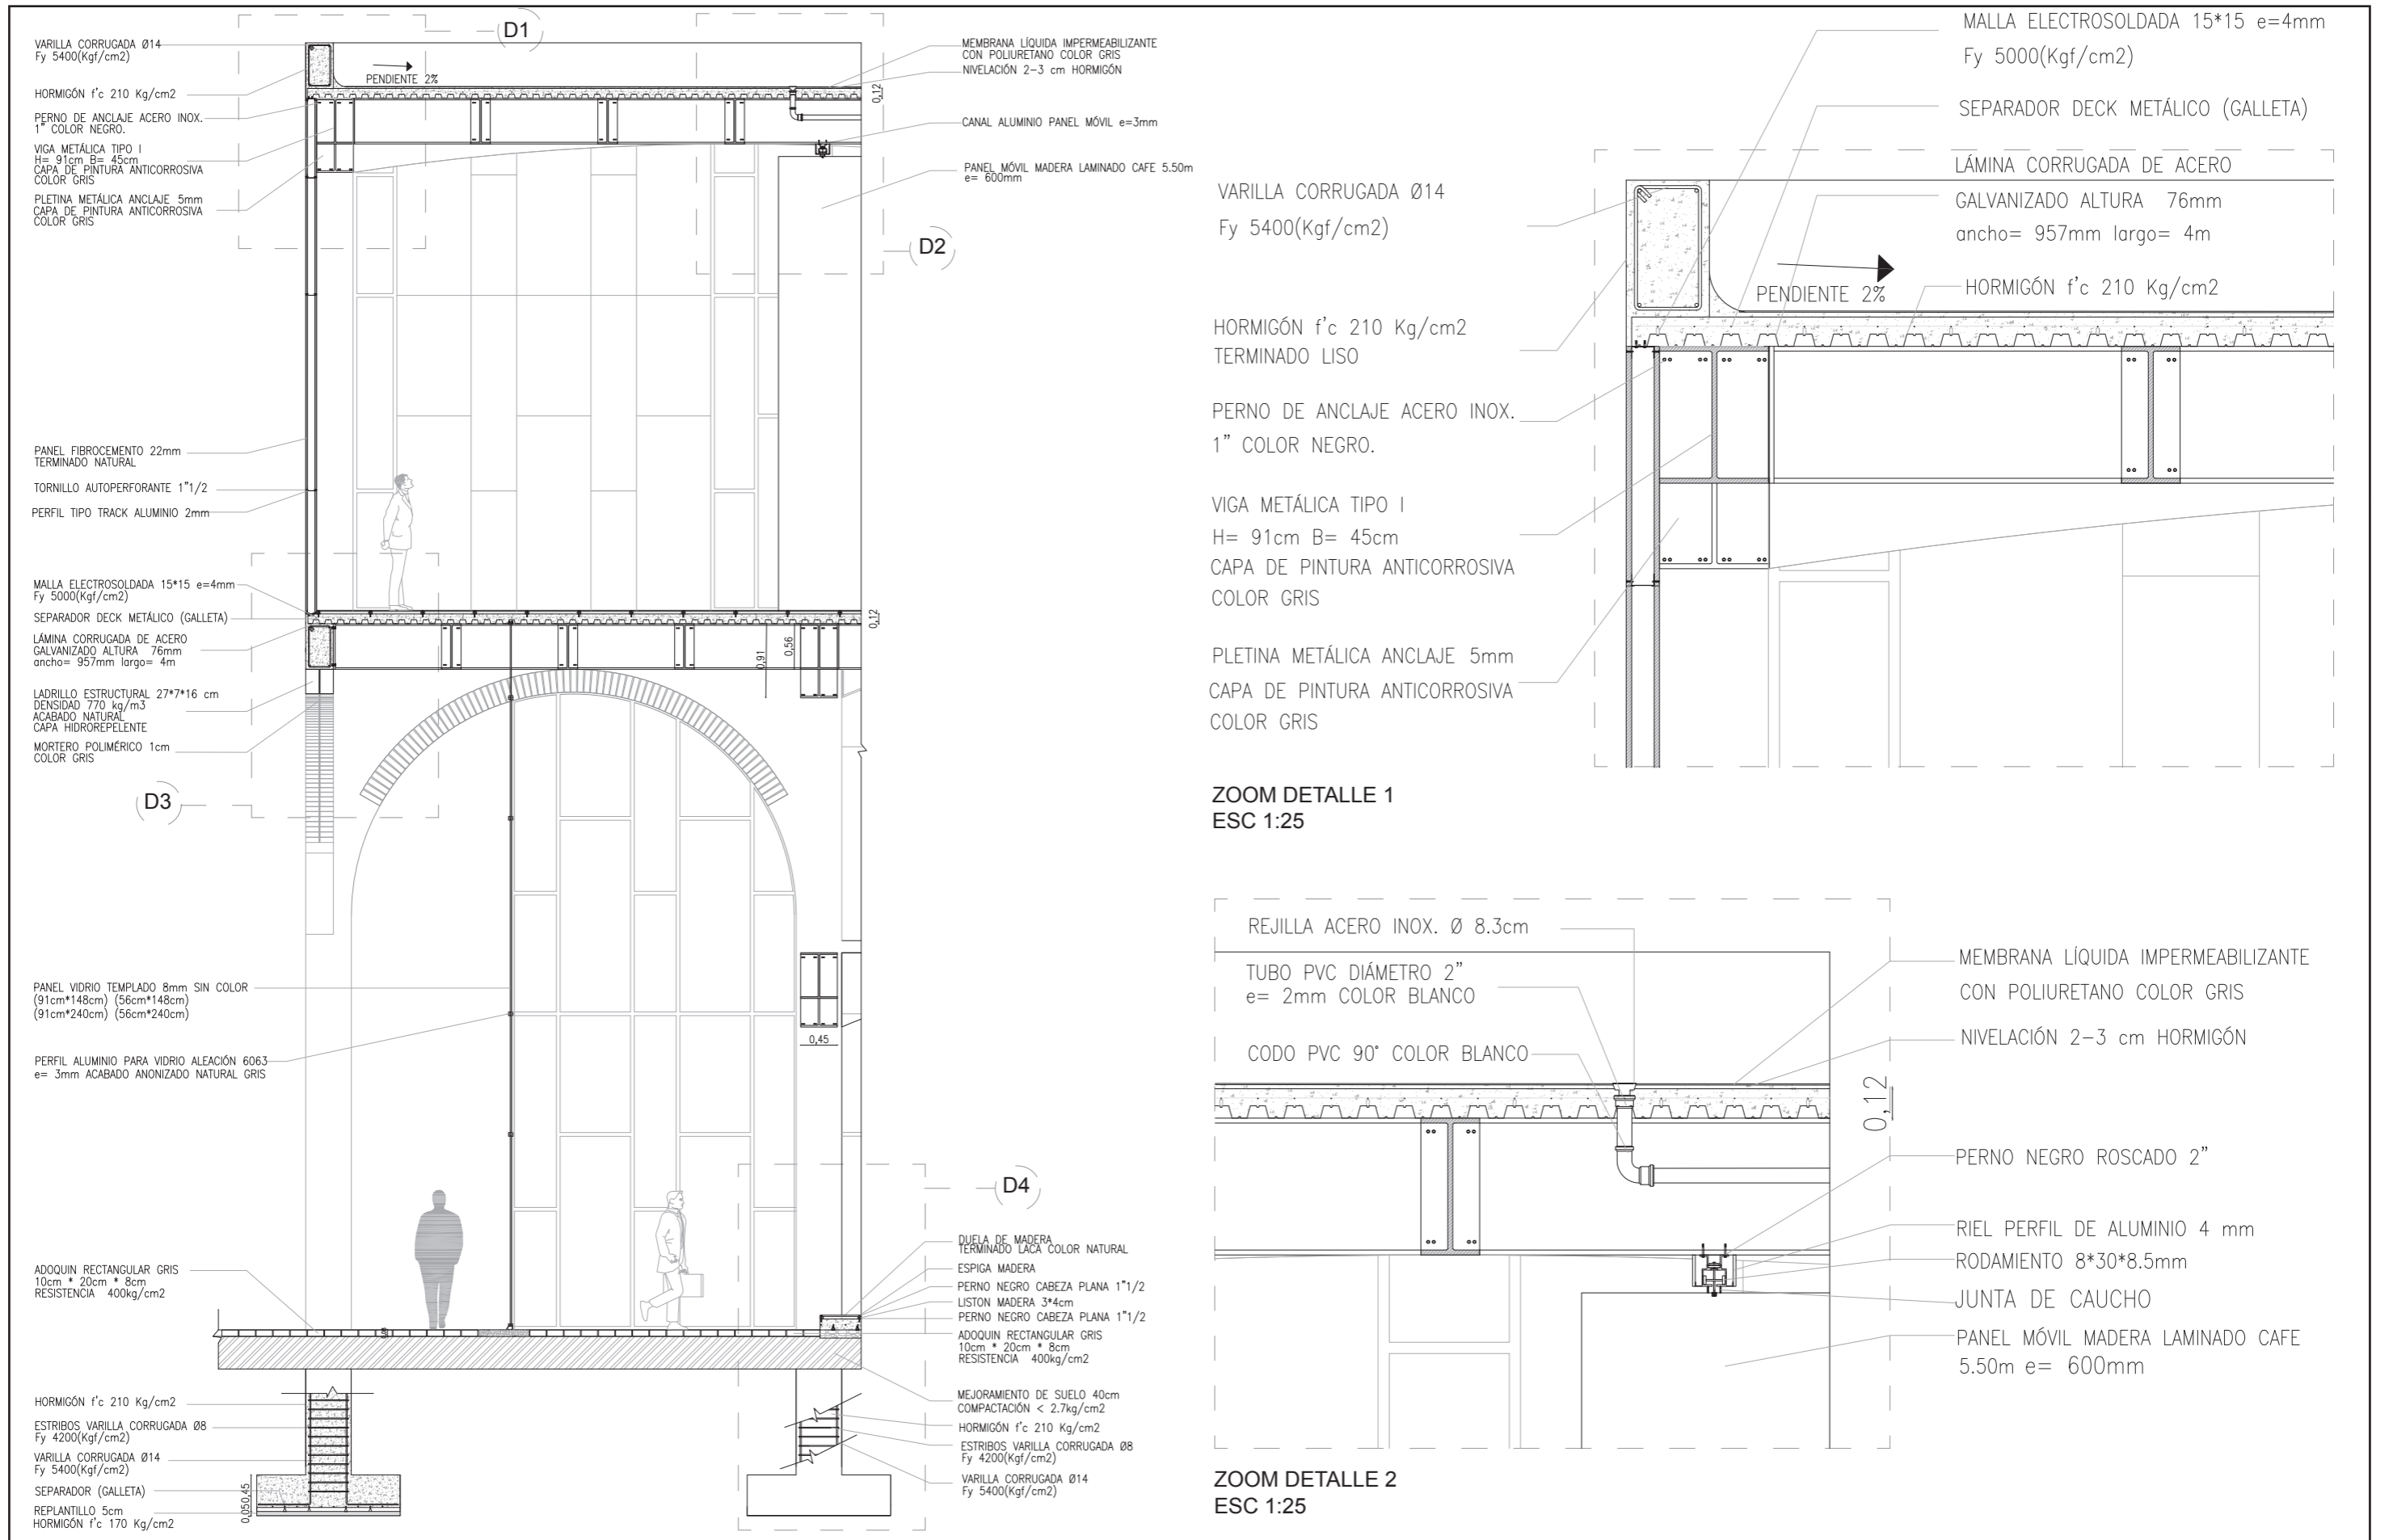 D1
VARILLA CORRUGADA Ø14
Fy 5400(Kgf/cm2)
PENDIENTE 2%
HORMIGÓN f'c 210 Kg/cm2
PERNO DE ANCLAJE ACERO INOX.
1" COLOR NEGRO.
VIGA METÁLICA TIPO I
H= 91cm B= 45cm
CAPA DE PINTURA ANTICORROSIVA
COLOR GRIS
PLETINA METÁLICA ANCLAJE 5mm
CAPA DE PINTURA ANTICORROSIVA
COLOR GRIS
MEMBRANA LÍQUIDA IMPERMEABILIZANTE
CON POLIURETANO COLOR GRIS
NIVELACIÓN 2-3 cm HORMIGÓN
0,12
CANAL ALUMINIO PANEL MÓVIL e=3mm
PANEL MÓVIL MADERA LAMINADO CAFE 5.50m
e= 600mm
D2
PANEL FIBROCEMENTO 22mm
TERMINADO NATURAL
TORNILLO AUTOPERFORANTE 1"1/2
PERFIL TIPO TRACK ALUMINIO 2mm
MALLA ELECTROSOLDADA 15*15 e=4mm
Fy 5000(Kgf/cm2)
SEPARADOR DECK METÁLICO (GALLETA)
LÁMINA CORRUGADA DE ACERO
GALVANIZADO ALTURA 76mm
ancho= 957mm largo= 4m
LADRILLO ESTRUCTURAL 27*7*16 cm
DENSIDAD 770 kg/m3
ACABADO NATURAL
CAPA HIDROREPELENTE
MORTERO POLIMÉRICO 1cm
COLOR GRIS
D3
0,12
0,91
0,56
PANEL VIDRIO TEMPLADO 8mm SIN COLOR
(91cm*148cm) (56cm*148cm)
(91cm*240cm) (56cm*240cm)
PERFIL ALUMINIO PARA VIDRIO ALEACIÓN 6063
e= 3mm ACABADO ANONIZADO NATURAL GRIS
0,45
D4
ADOQUIN RECTANGULAR GRIS
10cm * 20cm * 8cm
RESISTENCIA 400kg/cm2
DUELA DE MADERA
TERMINADO LACA COLOR NATURAL
ESPIGA MADERA
PERNO NEGRO CABEZA PLANA 1"1/2
LISTON MADERA 3*4cm
PERNO NEGRO CABEZA PLANA 1"1/2
ADOQUIN RECTANGULAR GRIS
10cm * 20cm * 8cm
RESISTENCIA 400kg/cm2
MEJORAMIENTO DE SUELO 40cm
COMPACTACIÓN < 2.7kg/cm2
HORMIGÓN f'c 210 Kg/cm2
ESTRIBOS VARILLA CORRUGADA Ø8
Fy 4200(Kgf/cm2)
VARILLA CORRUGADA Ø14
Fy 5400(Kgf/cm2)
HORMIGÓN f'c 210 Kg/cm2
ESTRIBOS VARILLA CORRUGADA Ø8
Fy 4200(Kgf/cm2)
VARILLA CORRUGADA Ø14
Fy 5400(Kgf/cm2)
SEPARADOR (GALLETA)
REPLANTILLO 5cm
HORMIGÓN f'c 170 Kg/cm2
0,05
0,45
MALLA ELECTROSOLDADA 15*15 e=4mm
Fy 5000(Kgf/cm2)
SEPARADOR DECK METÁLICO (GALLETA)
LÁMINA CORRUGADA DE ACERO
GALVANIZADO ALTURA 76mm
ancho= 957mm largo= 4m
HORMIGÓN f'c 210 Kg/cm2
PENDIENTE 2%
VARILLA CORRUGADA Ø14
Fy 5400(Kgf/cm2)
HORMIGÓN f'c 210 Kg/cm2
TERMINADO LISO
PERNO DE ANCLAJE ACERO INOX.
1" COLOR NEGRO.
VIGA METÁLICA TIPO I
H= 91cm B= 45cm
CAPA DE PINTURA ANTICORROSIVA
COLOR GRIS
PLETINA METÁLICA ANCLAJE 5mm
CAPA DE PINTURA ANTICORROSIVA
COLOR GRIS
ZOOM DETALLE 1
ESC 1:25
REJILLA ACERO INOX. Ø 8.3cm
TUBO PVC DIÁMETRO 2"
e= 2mm COLOR BLANCO
CODO PVC 90° COLOR BLANCO
MEMBRANA LÍQUIDA IMPERMEABILIZANTE
CON POLIURETANO COLOR GRIS
NIVELACIÓN 2-3 cm HORMIGÓN
0,12
PERNO NEGRO ROSCADO 2"
RIEL PERFIL DE ALUMINIO 4 mm
RODAMIENTO 8*30*8.5mm
JUNTA DE CAUCHO
PANEL MÓVIL MADERA LAMINADO CAFE
5.50m e= 600mm
ZOOM DETALLE 2
ESC 1:25